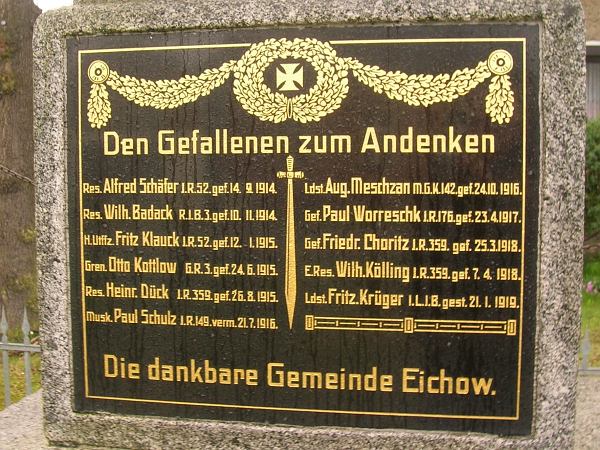 Den Gefallenen zum Andenken
Res. Alfred Schäfer J.R.52. gef. 14. 9. 1914.
Res. Wilh. Badack R.J.B.3. gef. 10. 11. 1914.
H. Utffz. Fritz Klauck J.R.52. gef. 12. 1. 1915.
Gren. Otto Kottlow G.R.3. gef. 24. 6. 1915.
Res. Heinr. Dück J.R.359. gef. 26. 8. 1915.
Musk. Paul Schulz J.R.149. verm. 21. 7. 1916.
Ldst. Aug. Meschzan M.G.K.142. gef. 24. 10. 1916.
Gef. Paul Worreschk J.R.176. gef. 23. 4. 1917.
Gef. Friedr. Choritz J.R.359. gef. 25. 3. 1918.
E. Res. Wilh. Kölling J.R.359. gef. 7. 4. 1918.
Ldst. Fritz. Krüger L.J.B. gest. 21. 1. 1919.
Die dankbare Gemeinde Eichow.